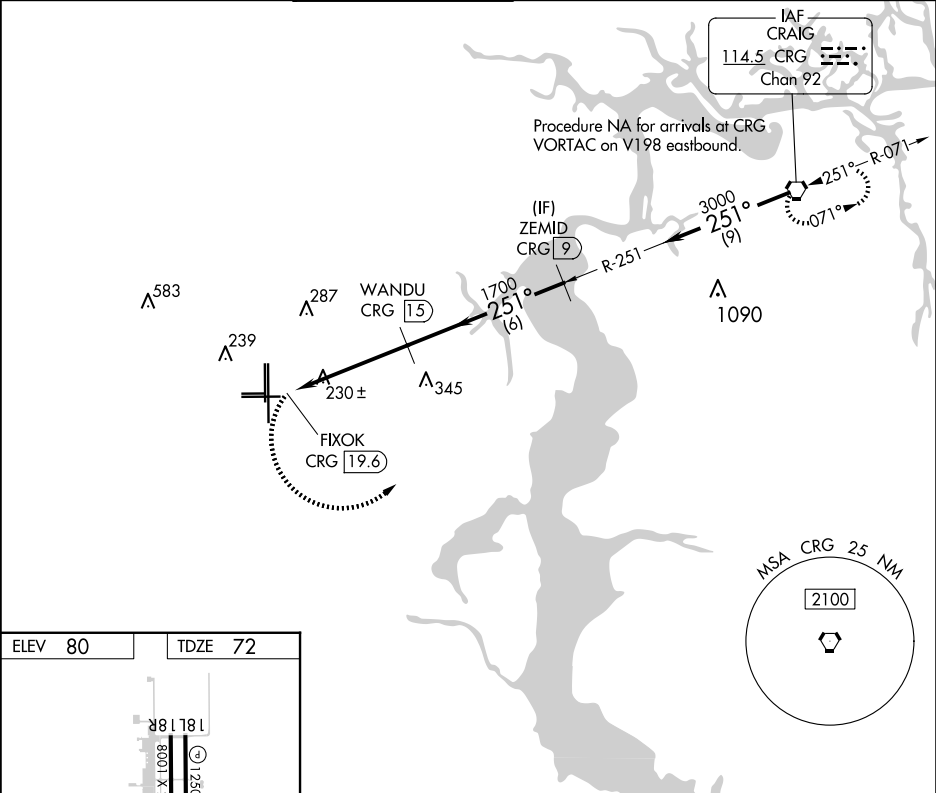 IAF
CRAIG
114.5 CRG
Chan 92
Procedure NA for arrivals at CRG
VORTAC on V198 eastbound.
251° R-071
071°
3000
251°
(9)
(IF)
ZEMID
CRG 9
R-251
1090
1700
251°
(6)
WANDU
CRG 15
583
287
239
230 ±
345
FIXOK
CRG 19.6
MSA CRG 25 NM
2100
ELEV 80
TDZE 72
18R 18L
8001 X
P